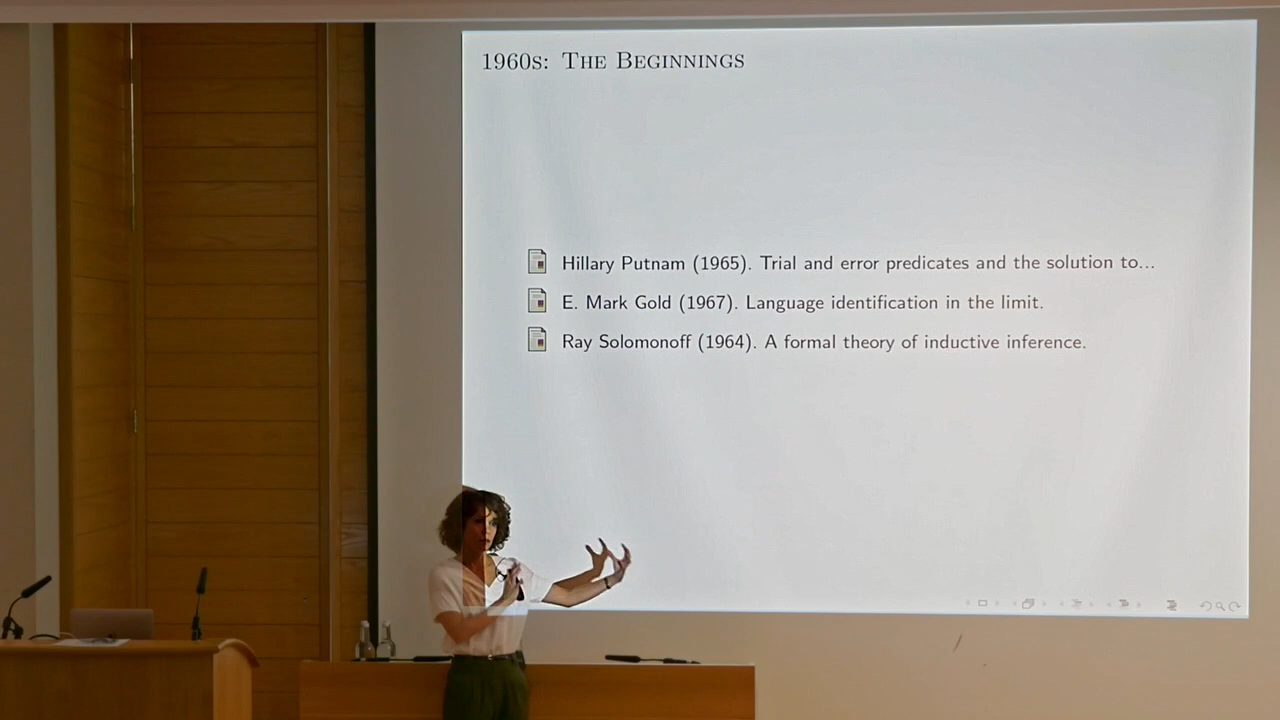 1960s: The Beginnings
Hillary Putnam (1965). Trial and error predicates and the solution to...
E. Mark Gold (1967). Language identification in the limit.
Ray Solomonoff (1964). A formal theory of inductive inference.